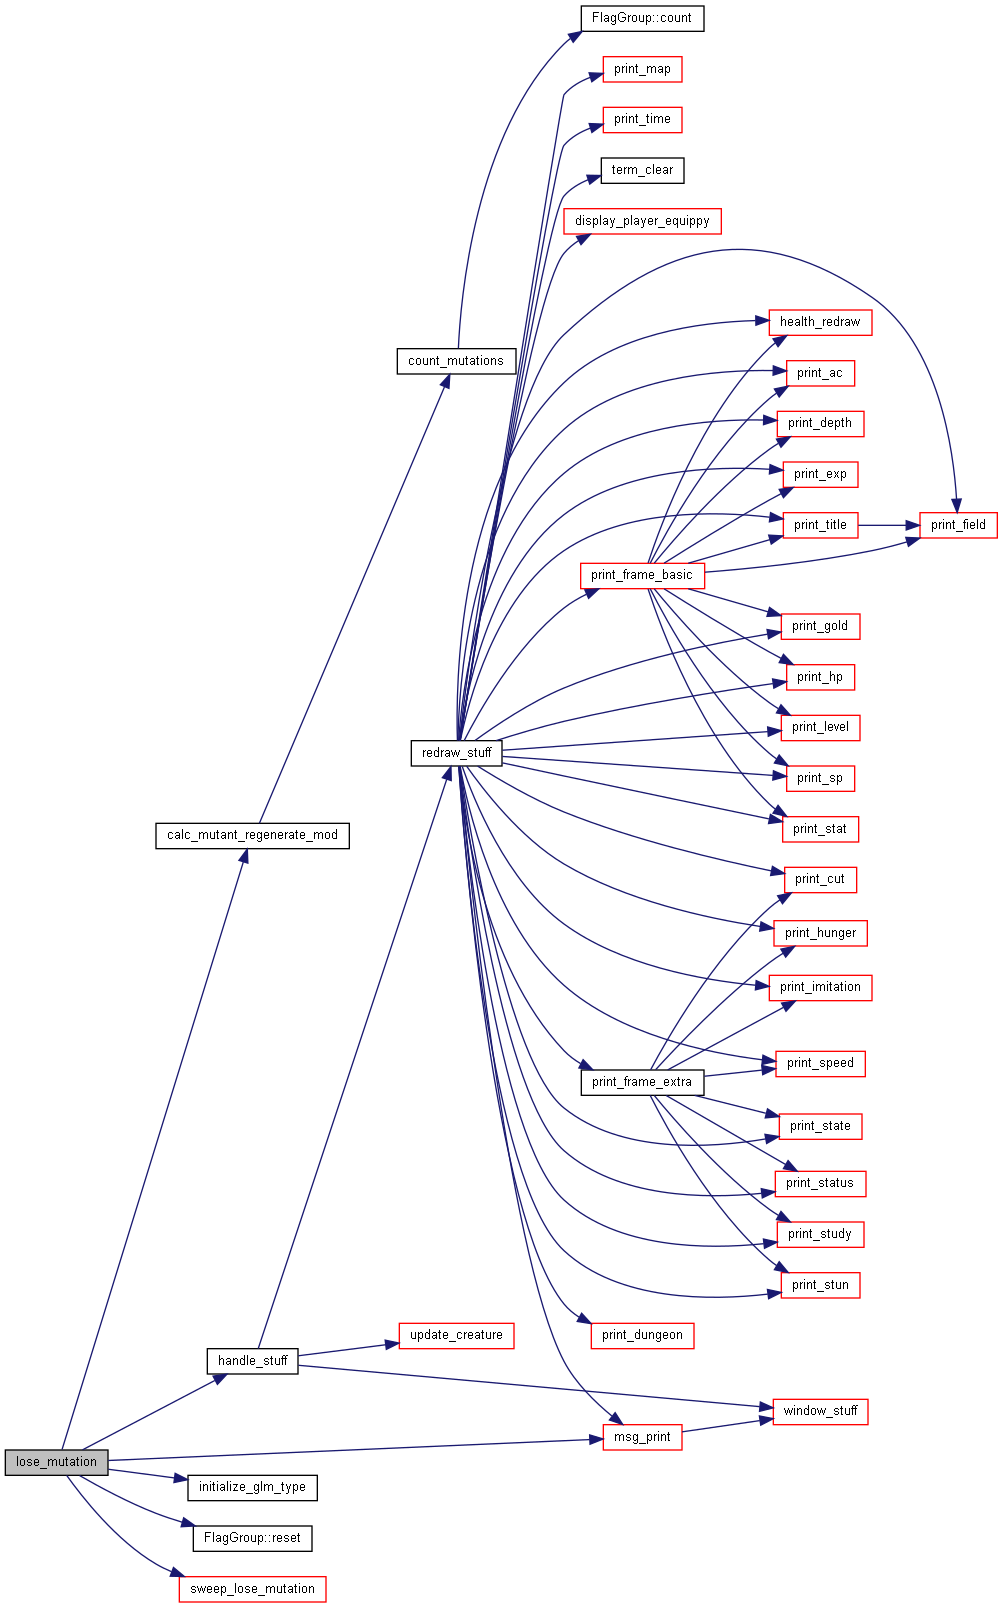 FlagGroup::count
print_map
print_time
term_clear
display_player_equippy
health_redraw
count_mutations
print_ac
print_depth
print_exp
print_title
print_field
print_frame_basic
print_gold
print_hp
print_level
redraw_stuff
print_sp
print_stat
calc_mutant_regenerate_mod
print_cut
print_hunger
print_imitation
print_speed
print_frame_extra
print_state
print_status
print_study
print_stun
update_creature
print_dungeon
handle_stuff
window_stuff
msg_print
lose_mutation
initialize_glm_type
FlagGroup::reset
sweep_lose_mutation